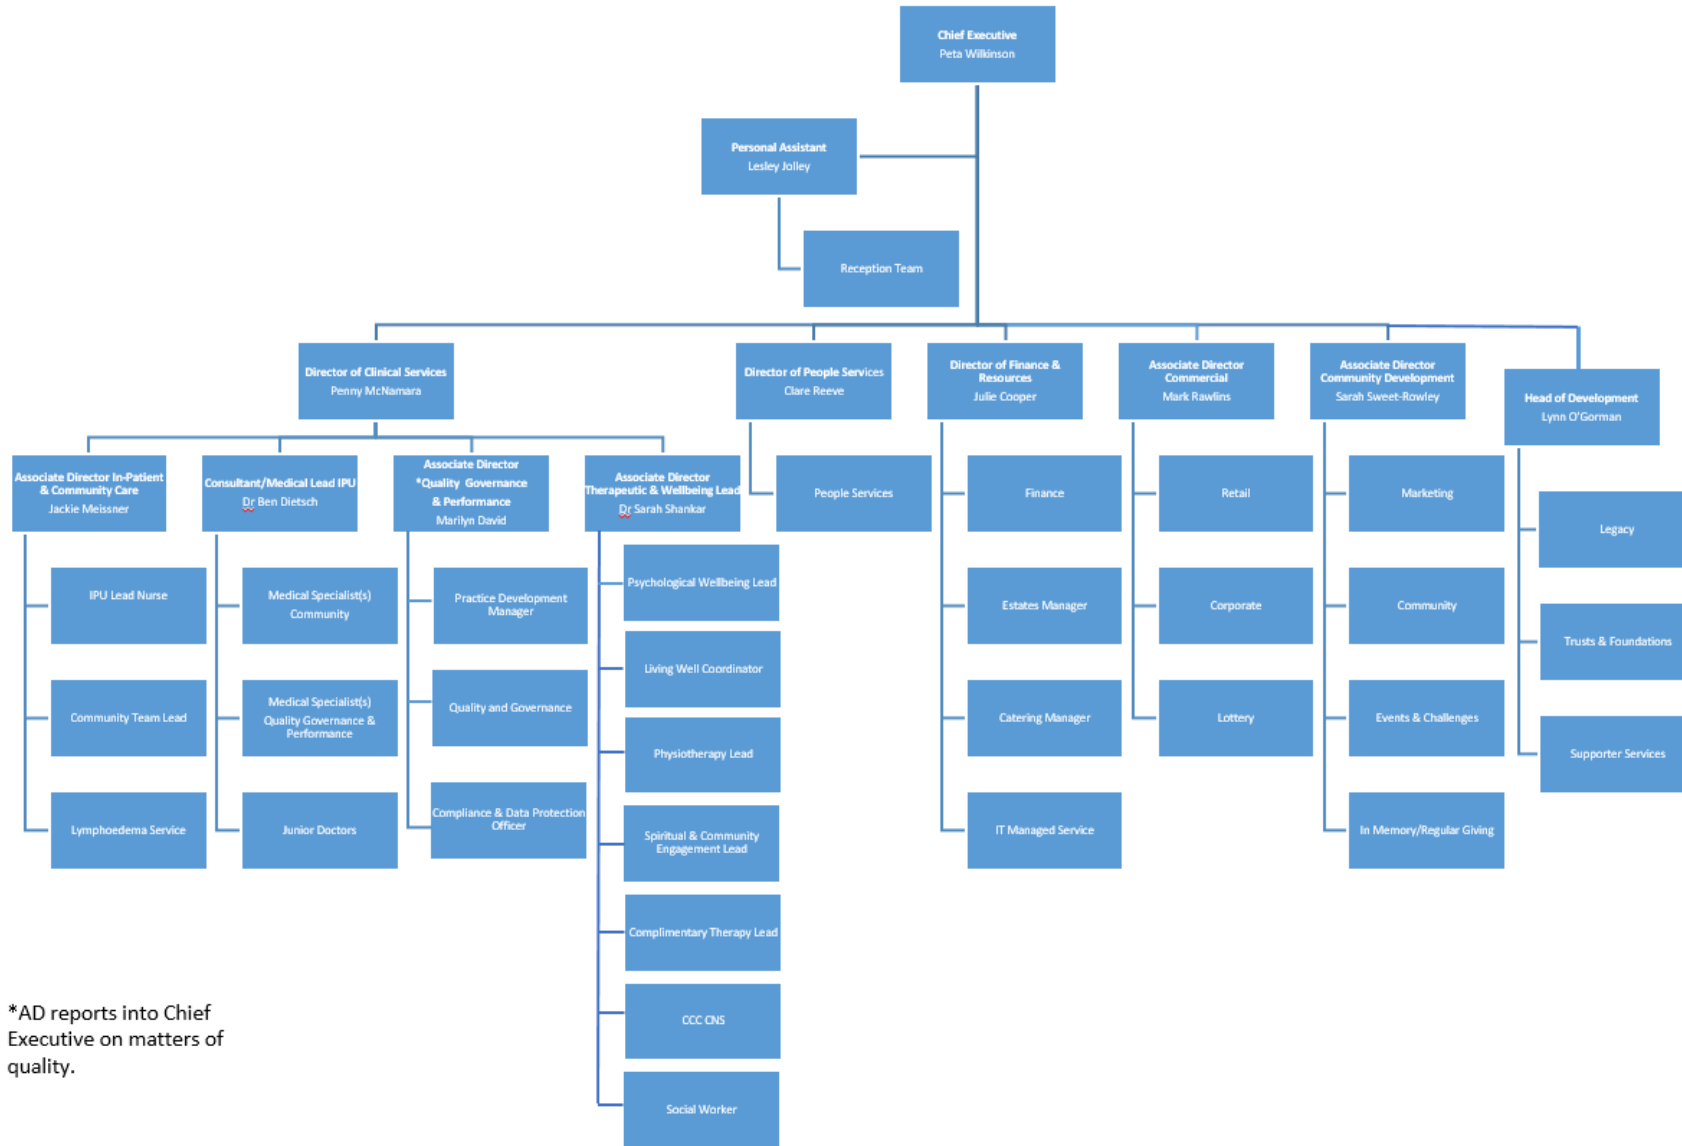 Chief Executive
Peta Wilkinson
Personal Assistant
Lesley Jolley
Reception Team
Director of Clinical Services
Penny McNamara
Director of People Services
Clare Reeve
Director of Finance &
Resources
Julie Cooper
Associate Director
Commercial
Mark Rawlins
Associate Director
Community Development
Sarah Sweet-Rowley
Head of Development
Lynn O'Gorman
Associate Director In-Patient
& Community Care
Jackie Meissner
Consultant/Medical Lead IPU
Dr Ben Dietsch
Associate Director
*Quality Governance
& Performance
Marilyn David
Associate Director
Therapeutic & Wellbeing Lead
Dr Sarah Shankar
IPU Lead Nurse
Community Team Lead
Lymphoedema Service
Medical Specialist(s)
Community
Medical Specialist(s)
Quality Governance &
Performance
Junior Doctors
Practice Development
Manager
Quality and Governance
Compliance & Data Protection
Officer
Psychological Wellbeing Lead
Living Well Coordinator
Physiotherapy Lead
Spiritual & Community
Engagement Lead
Complimentary Therapy Lead
CCC CNS
Social Worker
People Services
Finance
Estates Manager
Catering Manager
IT Managed Service
Retail
Corporate
Lottery
Marketing
Community
Events & Challenges
In Memory/Regular Giving
Legacy
Trusts & Foundations
Supporter Services
*AD reports into Chief
Executive on matters of
quality.